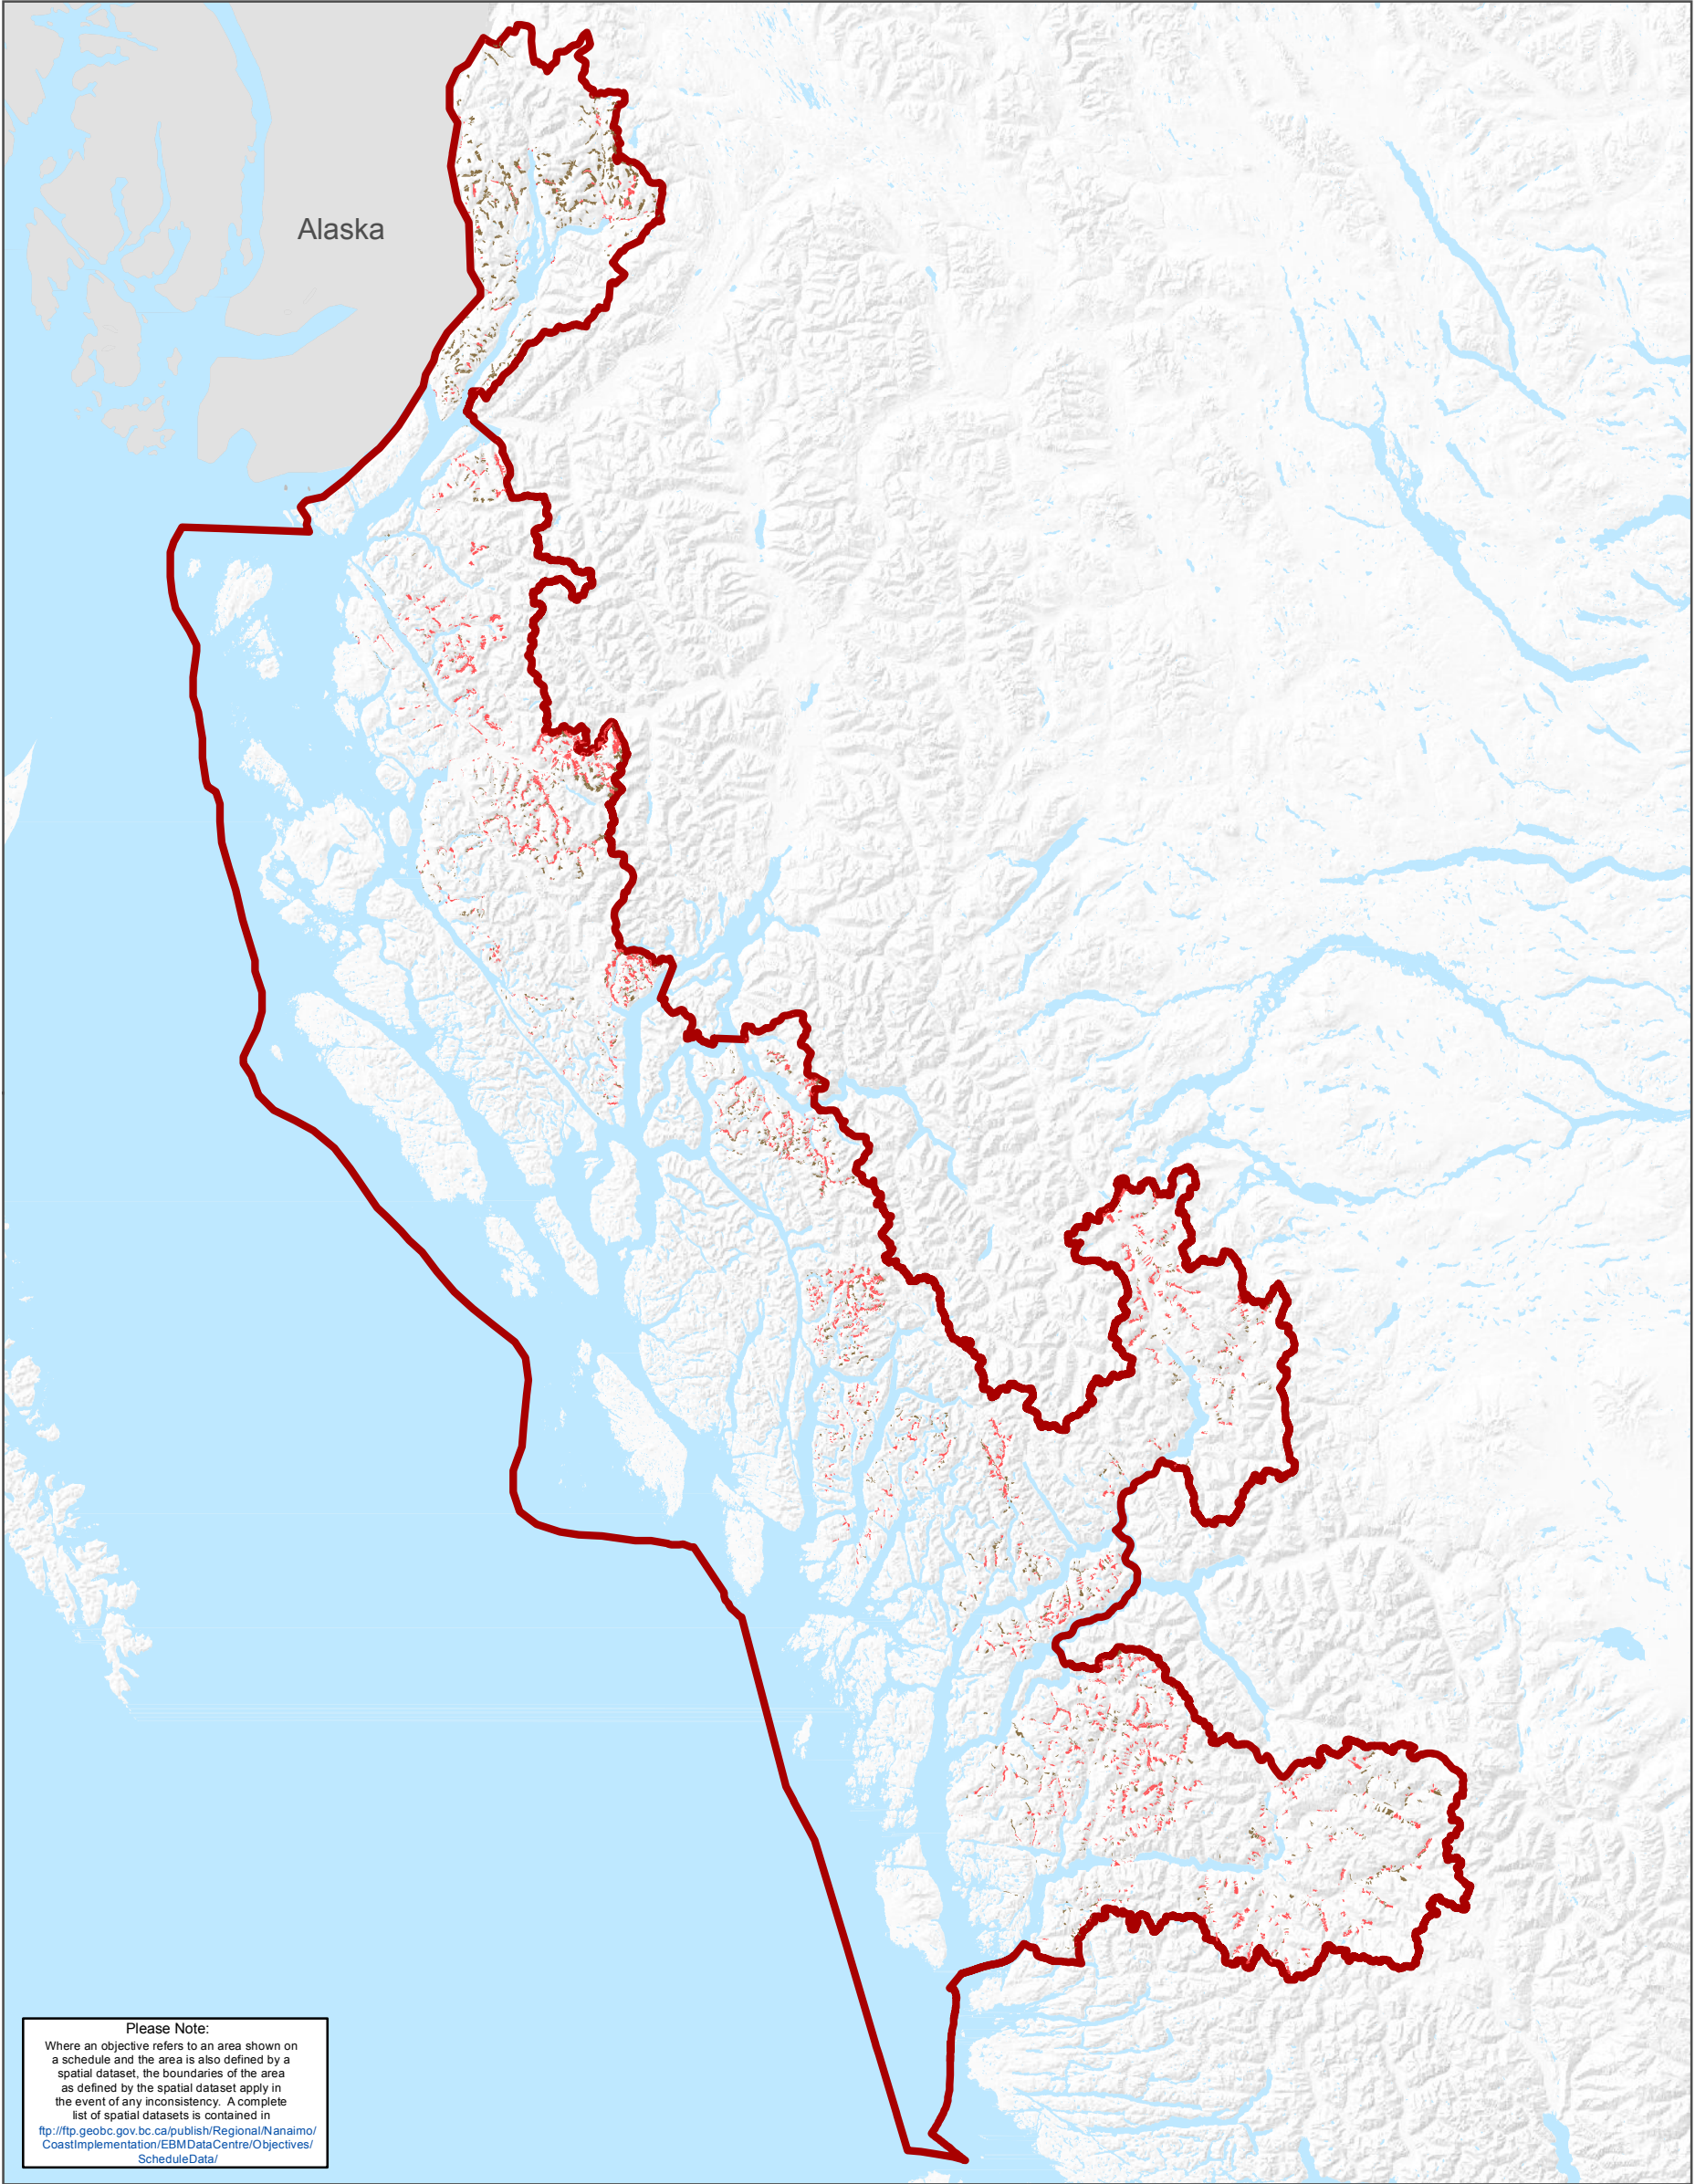 Alaska
Please Note:
Where an objective refers to an area shown on
a schedule and the area is also defined by a
spatial dataset, the boundaries of the area
as defined by the spatial dataset apply in
the event of any inconsistency. A complete
list of spatial datasets is contained in
ftp://ftp.geobc.gov.bc.ca/publish/Regional/Nanaimo/
CoastImplementation/EBMDataCentre/Objectives/
ScheduleData/